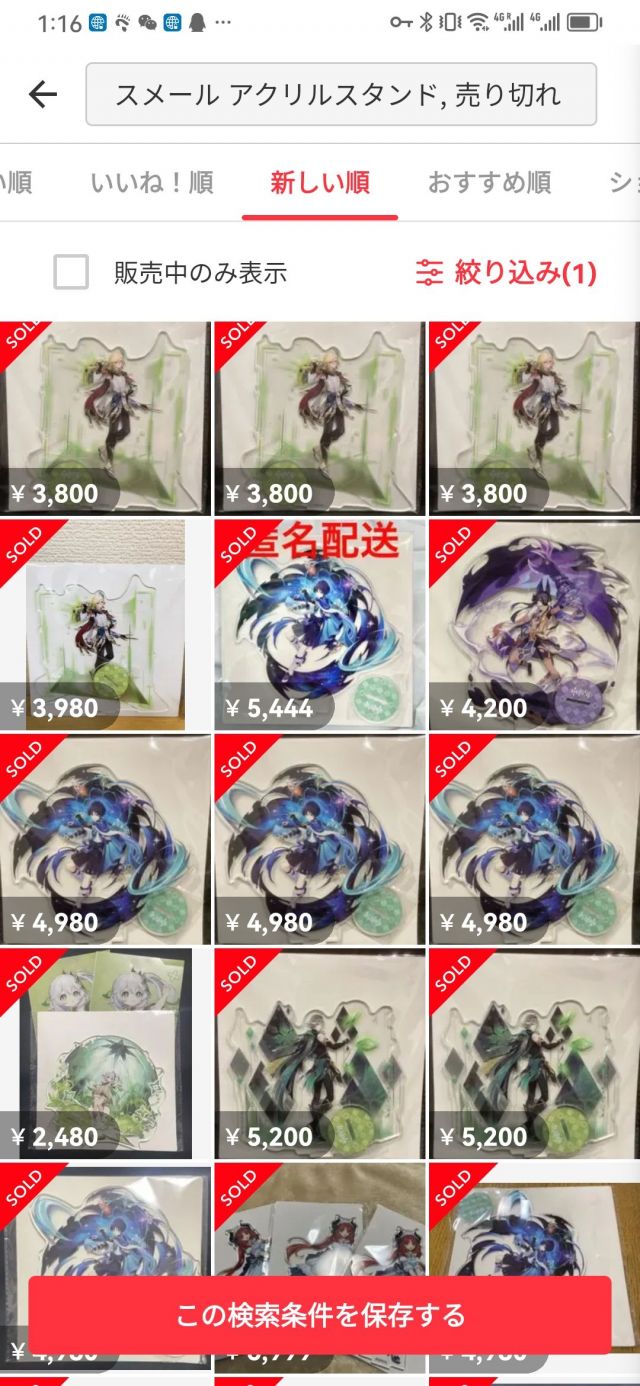 1:16
4G R
4G
スメール アクリルスタンド, 売り切れ
い順 いいね！順 新しい順 おすすめ順
販売中のみ表示
絞り込み(1)
SOLD SOLD SOLD
¥ 3,800 ¥ 3,800 ¥ 3,800
SOLD SOLD SOLD
匿名配送
¥ 3,980 ¥ 5,444 ¥ 4,200
SOLD SOLD SOLD
¥ 4,980 ¥ 4,980 ¥ 4,980
SOLD SOLD SOLD
¥ 2,480 ¥ 5,200 ¥ 5,200
SOLD SOLD SOLD
この検索条件を保存する